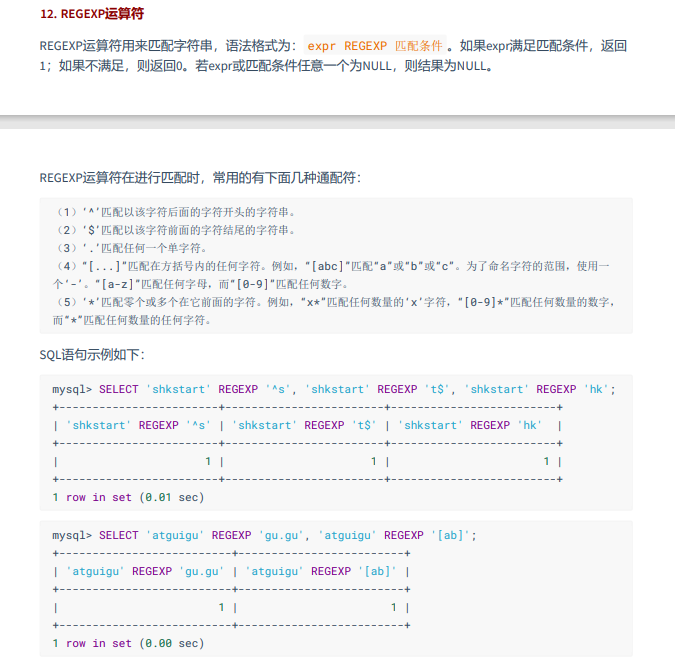 12. REGEXP运算符
REGEXP运算符用来匹配字符串，语法格式为： expr REGEXP 匹配条件 。如果expr满足匹配条件，返回
1；如果不满足，则返回0。若expr或匹配条件任意一个为NULL，则结果为NULL。
REGEXP运算符在进行匹配时，常用的有下面几种通配符：
（1）'^'匹配以该字符后面的字符开头的字符串。
（2）'$'匹配以该字符前面的字符结尾的字符串。
（3）'.'匹配任何一个单字符。
（4）"[...]"匹配在方括号内的任何字符。例如，"[abc]"匹配"a"或"b"或"c"。为了命名字符的范围，使用一
个'-'。"[a-z]"匹配任何字母，而"[0-9]"匹配任何数字。
（5）'*'匹配零个或多个在它前面的字符。例如，"x*"匹配任何数量的'x'字符，"[0-9]*"匹配任何数量的数字，
而"*"匹配任何数量的任何字符。
SQL语句示例如下：
mysql> SELECT 'shkstart' REGEXP '^s', 'shkstart' REGEXP 't$', 'shkstart' REGEXP 'hk';
+------------------------+------------------------+-------------------------+
| 'shkstart' REGEXP '^s' | 'shkstart' REGEXP 't$' | 'shkstart' REGEXP 'hk'  |
+------------------------+------------------------+-------------------------+
|                      1 |                      1 |                       1 |
+------------------------+------------------------+-------------------------+
1 row in set (0.01 sec)
mysql> SELECT 'atguigu' REGEXP 'gu.gu', 'atguigu' REGEXP '[ab]';
+--------------------------+-------------------------+
| 'atguigu' REGEXP 'gu.gu' | 'atguigu' REGEXP '[ab]' |
+--------------------------+-------------------------+
|                        1 |                       1 |
+--------------------------+-------------------------+
1 row in set (0.00 sec)